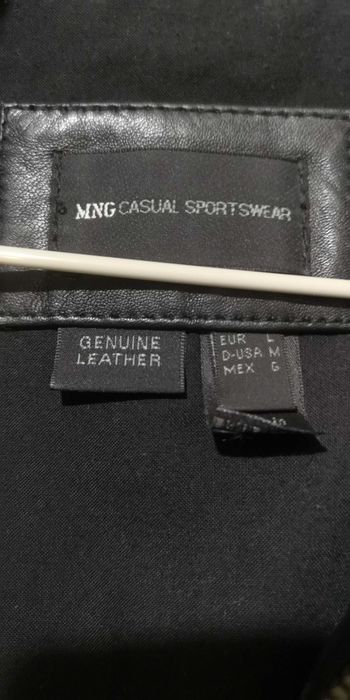 MNG CASUAL SPORTSWEAR
GENUINE
LEATHER
EUR L
D-USA M
MEX G